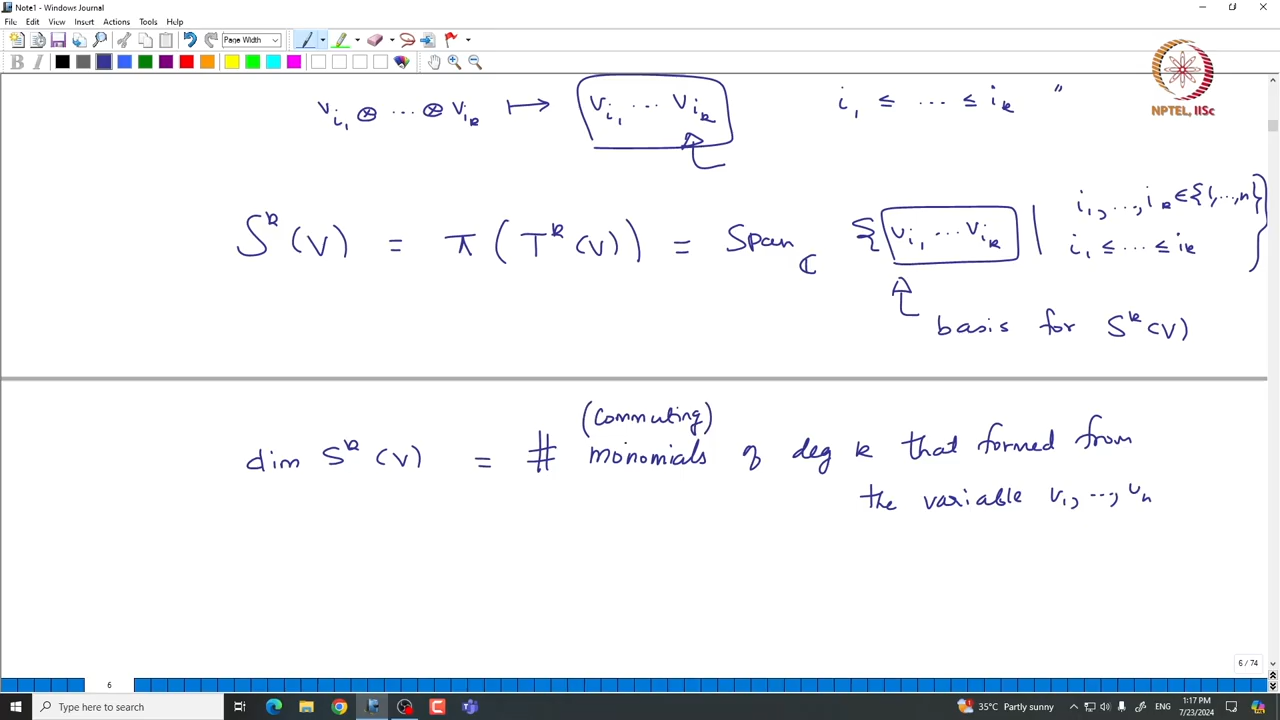 Note1 - Windows Journal
File Edit View Insert Actions Tools Help
Page Width
B I
v_{i_1} ⊗ ... ⊗ v_{i_k} ↦ v_{i_1} ... v_{i_k} i_1 ≤ ... ≤ i_k "
NPTEL, IISc
S^k(V) = π(T^k(V)) = Span_ℂ {v_{i_1} ... v_{i_k} | i_1, ..., i_k ∈ {1, ..., n} i_1 ≤ ... ≤ i_k}
basis for S^k(V)
(Commuting)
dim S^k(V) = # monomials of deg k that formed from
the variable v_1, ..., v_n
6 / 74
6
Type here to search
35°C Partly sunny
1:17 PM
7/23/2024